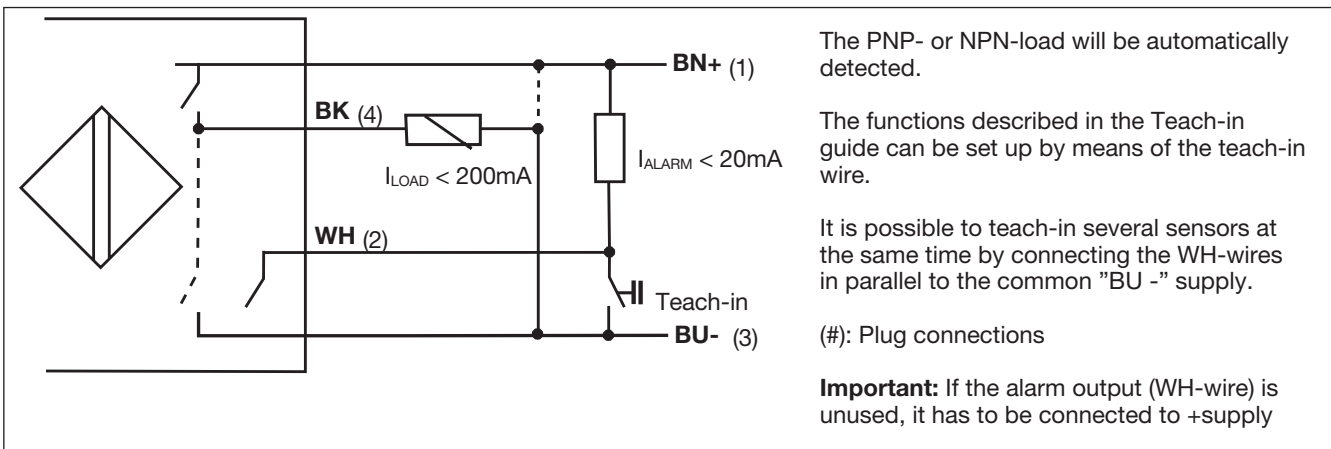 BN+ (1)
BK (4)
I_LOAD < 200mA
I_ALARM < 20mA
WH (2)
Teach-in
BU- (3)
The PNP- or NPN-load will be automatically
detected.
The functions described in the Teach-in
guide can be set up by means of the teach-in
wire.
It is possible to teach-in several sensors at
the same time by connecting the WH-wires
in parallel to the common ”BU -” supply.
(#): Plug connections
Important: If the alarm output (WH-wire) is
unused, it has to be connected to +supply